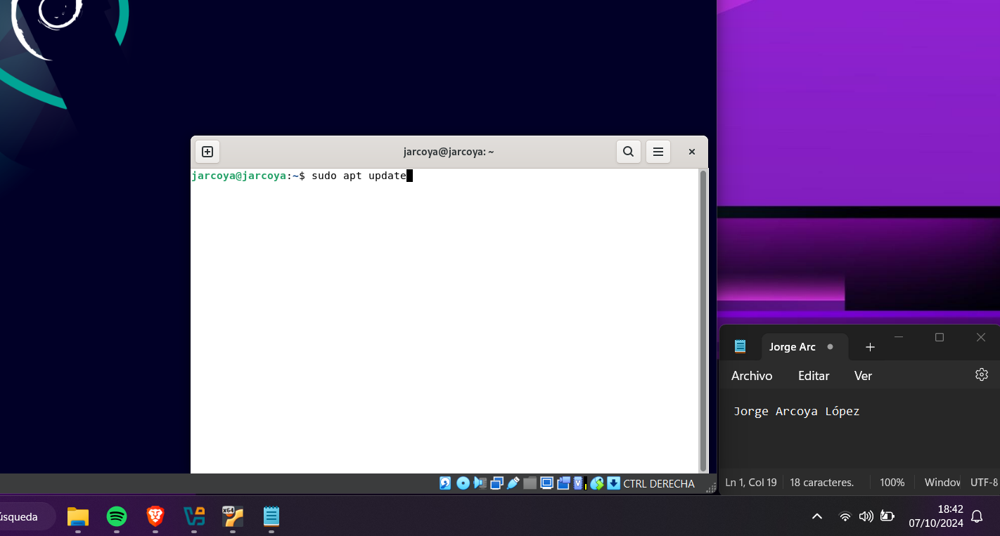 jarcoya@jarcoya: ~
jarcoya@jarcoya:~$ sudo apt update
CTRL DERECHA
Jorge Arc
Archivo Editar Ver
Jorge Arcoya López
Ln 1, Col 19 18 caracteres. 100% Window UTF-8
úsqueda
x64
18:42
07/10/2024